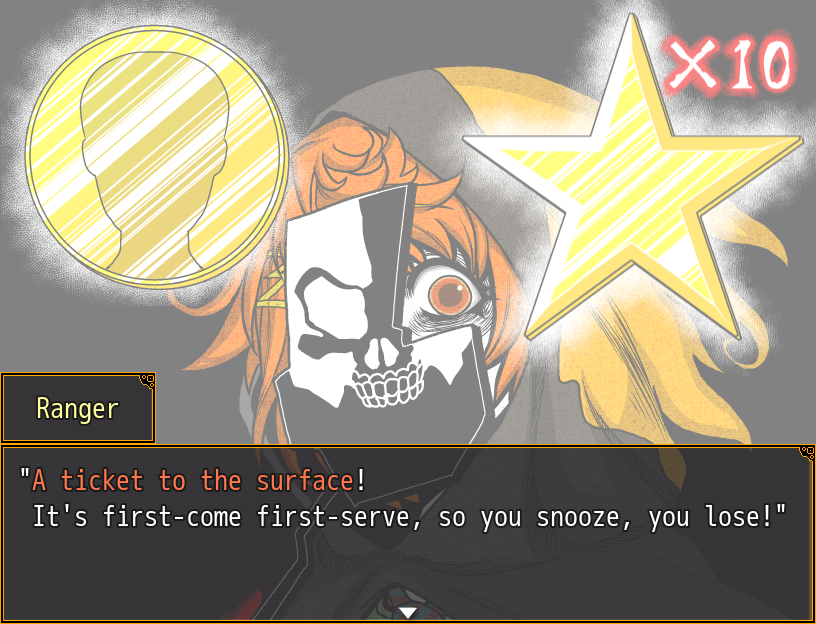 ×10
Ranger
"A ticket to the surface!
It's first-come first-serve, so you snooze, you lose!"